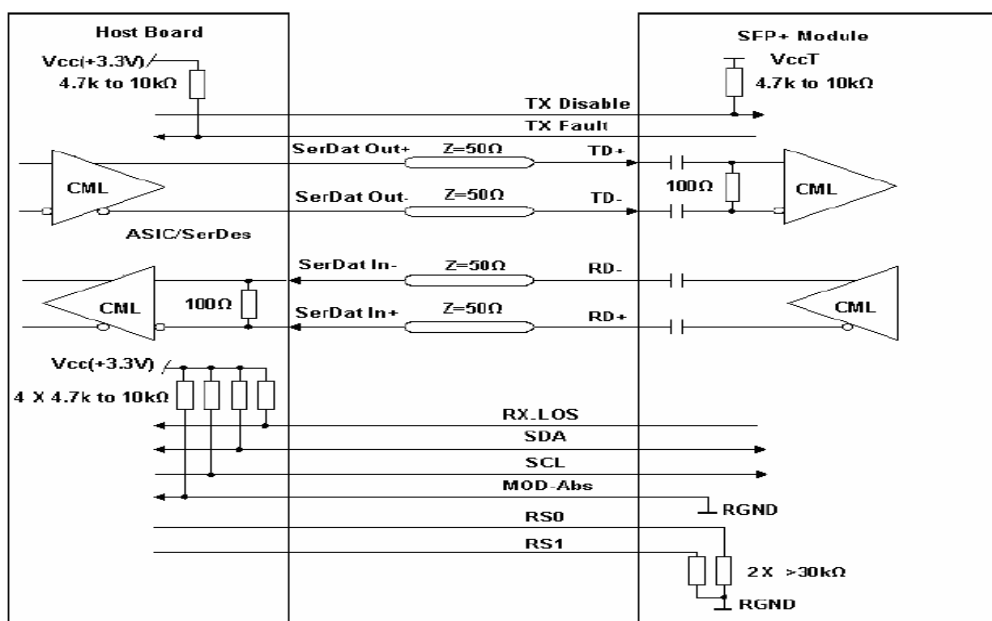 Host Board
SFP+ Module
Vcc(+3.3V)
4.7k to 10kΩ
VccT
4.7k to 10kΩ
TX Disable
TX Fault
SerDat Out+
Z=50Ω
TD+
CML
100Ω
CML
SerDat Out-
Z=50Ω
TD-
ASIC/SerDes
SerDat In-
Z=50Ω
RD-
CML
100Ω
CML
SerDat In+
Z=50Ω
RD+
Vcc(+3.3V)
4 X 4.7k to 10kΩ
RX-LOS
SDA
SCL
MOD-Abs
RGND
RS0
RS1
2 X >30kΩ
RGND